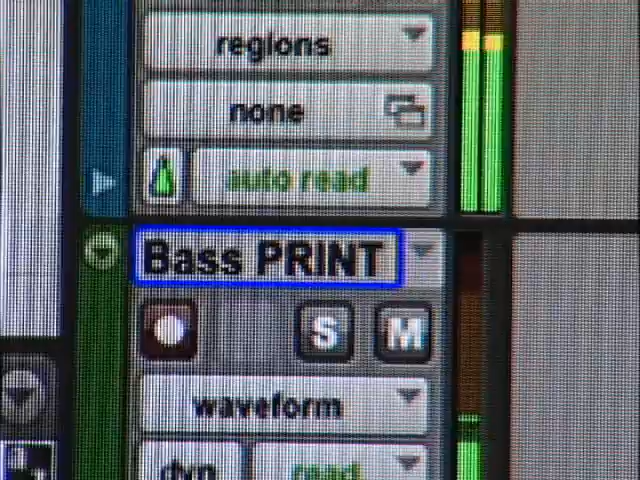 regions
none
auto read
Bass PRINT
S M
waveform
dyn read